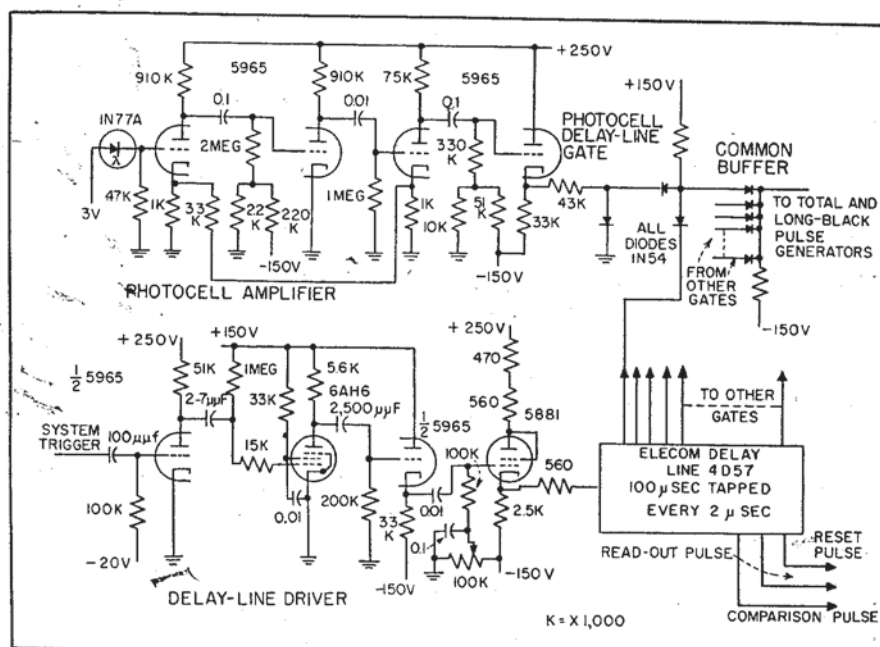 +250V
910K
5965
910K
75K
5965
+150V
0.1
0.01
0.1
1N77A
PHOTOCELL
DELAY-LINE
GATE
2MEG
330
K
COMMON
BUFFER
47K
3V
1K
33
K
2.2
K
220
K
1MEG
1K
10K
51
K
33K
43K
ALL
DIODES
IN54
TO TOTAL AND
LONG-BLACK
PULSE
GENERATORS
FROM
OTHER
GATES
-150V
-150V
-150V
PHOTOCELL AMPLIFIER
+250V
+150V
+250V
1/2 5965
51K
1MEG
33K
5.6K
6AH6
470
560
5881
2-7μμF
2,500μμF
1/2 5965
TO OTHER
GATES
SYSTEM
TRIGGER
100μμf
15K
100K
560
ELECOM DELAY
LINE 4D57
100μSEC TAPPED
EVERY 2μSEC
100K
0.01
200K
33
K
0.01
2.5K
0.1
100K
-20V
-150V
-150V
READ-OUT PULSE
RESET
PULSE
DELAY-LINE DRIVER
K = X 1,000
COMPARISON PULSE